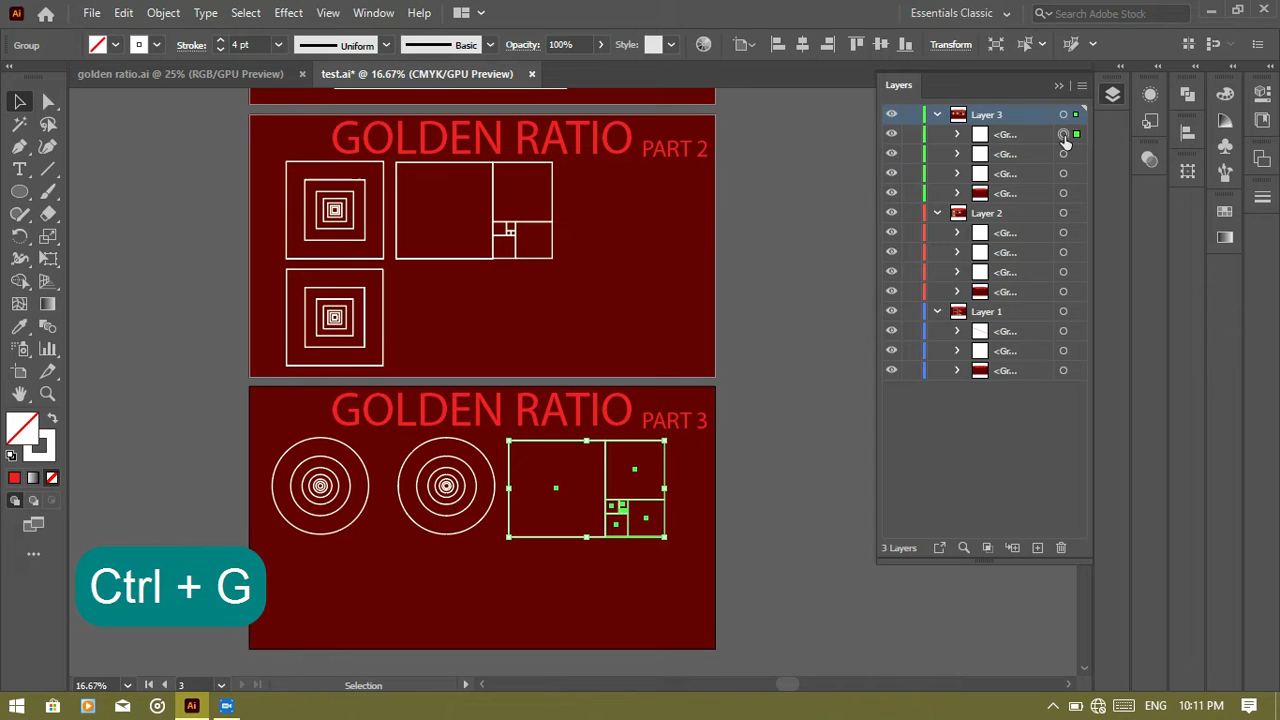 Ai File Edit Object Type Select Effect View Window Help Essentials Classic Search Adobe Stock
Group Stroke: 4 pt Uniform Basic Opacity: 100% Style: Transform
golden ratio.ai @ 25% (RGB/GPU Preview) × test.ai* @ 16.67% (CMYK/GPU Preview) ×
Layers
Layer 3
<Gr...
<Gr...
<Gr...
<Gr...
Layer 2
<Gr...
<Gr...
<Gr...
<Gr...
Layer 1
<Gr...
<Gr...
<Gr...
3 Layers
GOLDEN RATIO PART 2
GOLDEN RATIO PART 3
Ctrl + G
16.67% 3 Selection
Ai ENG 10:11 PM